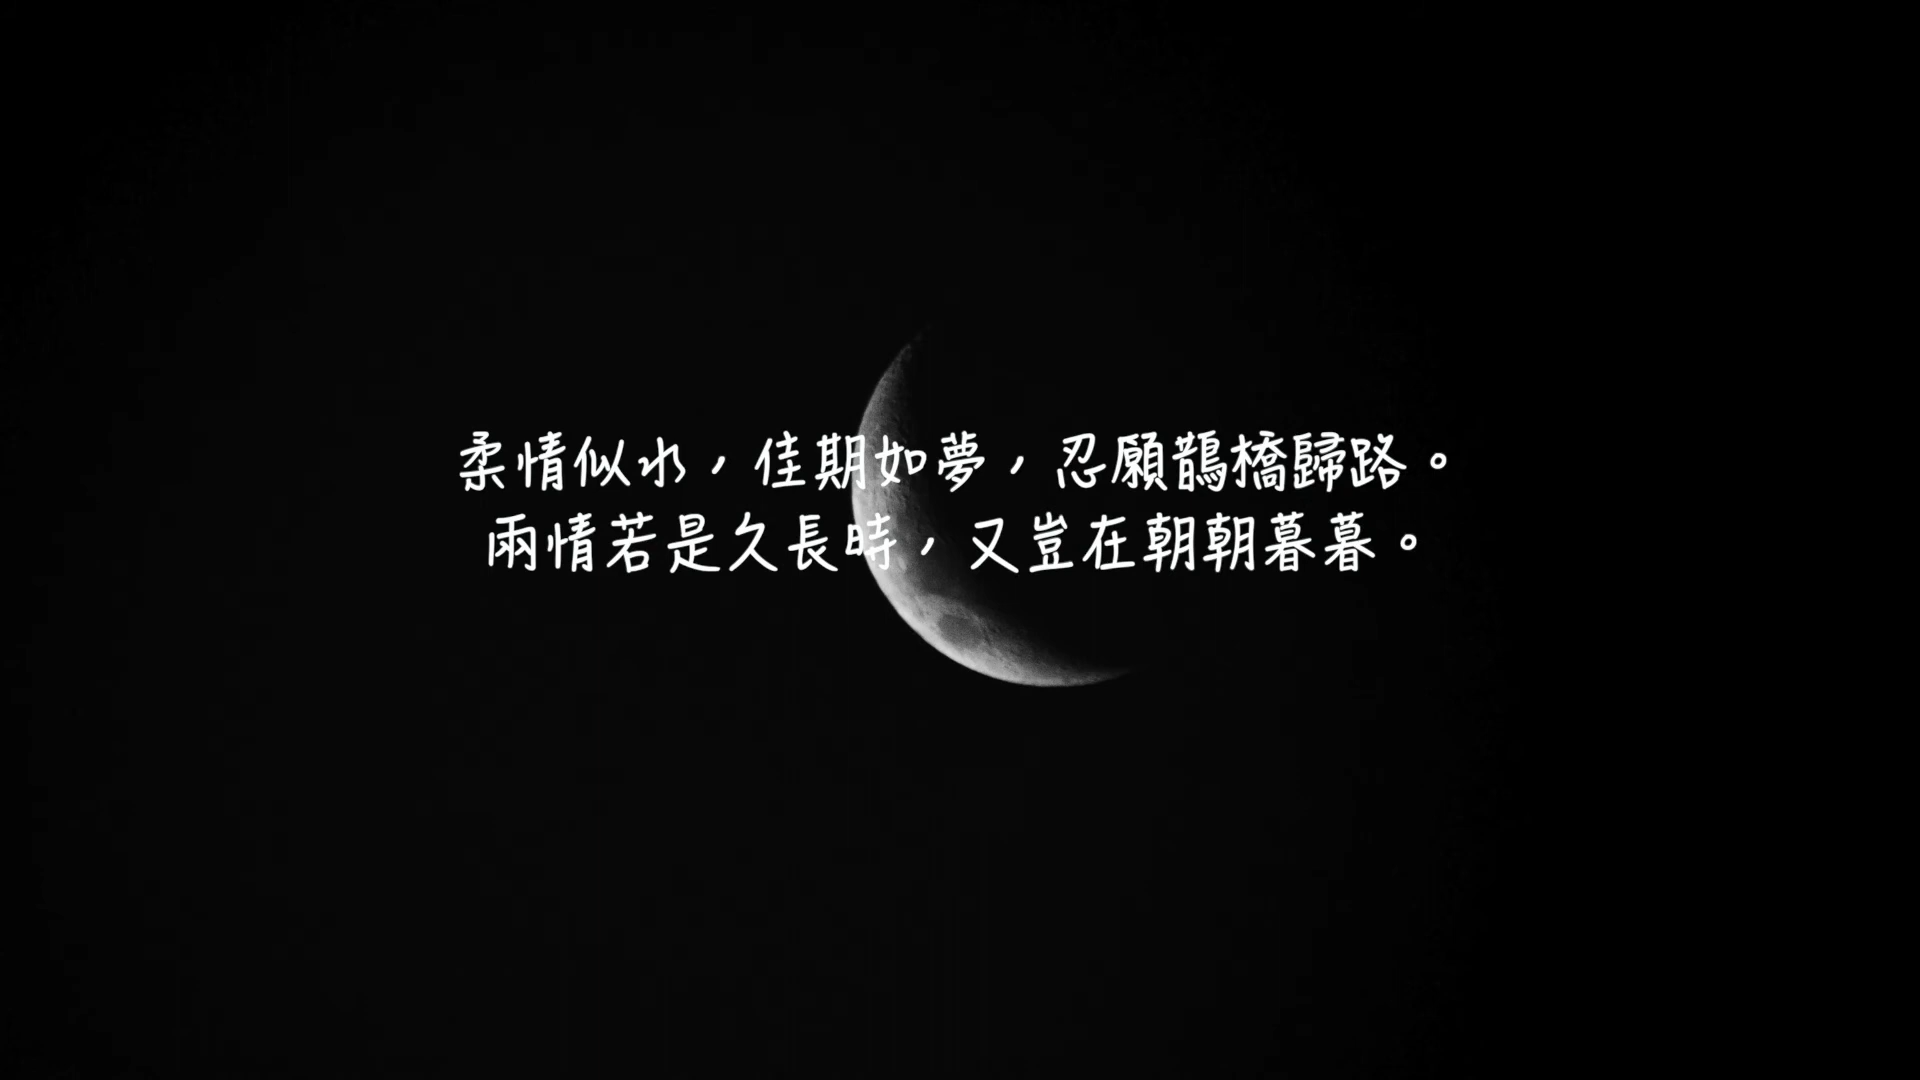 柔情似水，佳期如夢，忍願鵲橋歸路。
兩情若是久長時，又豈在朝朝暮暮。